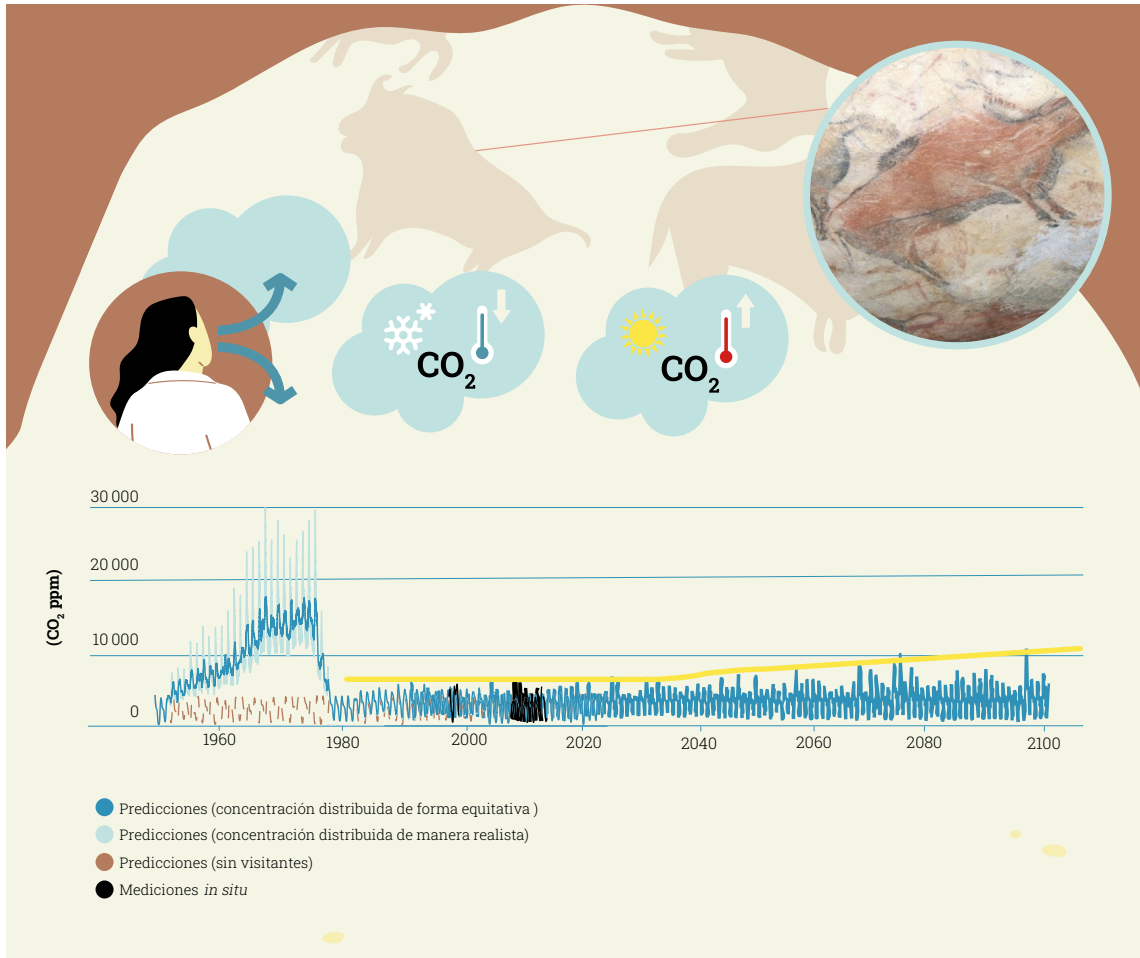 CO2
CO2
30 000
20 000
10 000
0
(CO2 ppm)
1960 1980 2000 2020 2040 2060 2080 2100
Predicciones (concentración distribuida de forma equitativa )
Predicciones (concentración distribuida de manera realista)
Predicciones (sin visitantes)
Mediciones in situ